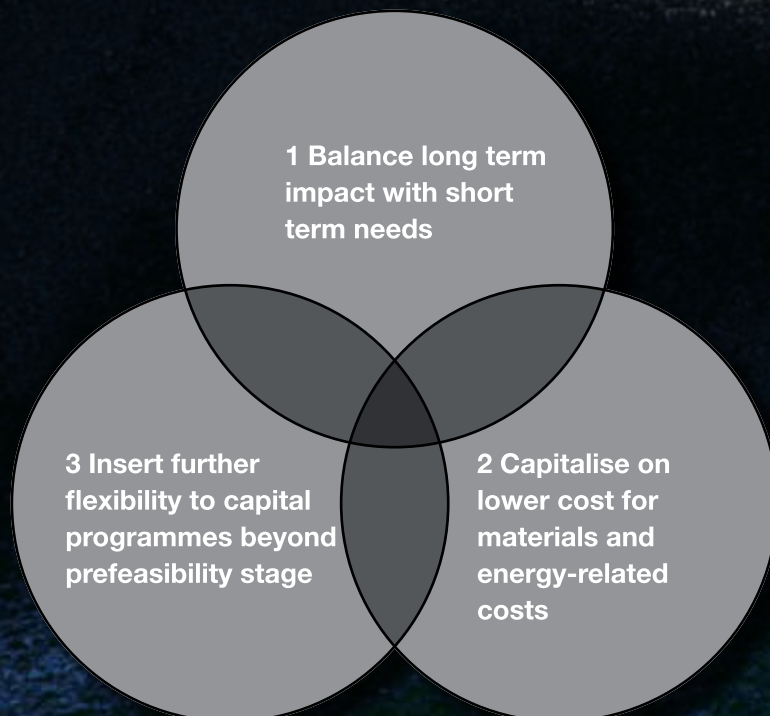 1 Balance long term
impact with short
term needs
3 Insert further
flexibility to capital
programmes beyond
prefeasibility stage
2 Capitalise on
lower cost for
materials and
energy-related
costs